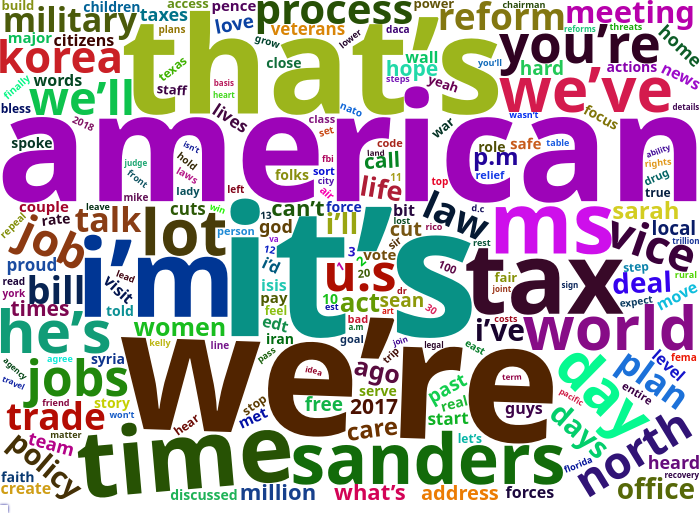 build
children
access
pence
process
power
chairman
military
taxes
love
reform
meeting
major
citizens
plans
veterans
daca
reforms
threats
home
korea
that's
grow
lower
you're
finally
words
texas
close
wall
hope
you'll
hard
actions
news
bless
we'll
staff
basis
heart
steps
yeah
we've
details
2018
lives
nato
wasn't
focus
american
spoke
isn't
class
set
code
war
role
safe
table
ability
judge
hold
fbi
land
call
p.m
rights
front
laws
folks
sort
city
11
relief
drug
mike
lady
left
air
life
top
true
couple
leave
cuts
win
can't
force
bit
law
d.c
ms
sarah
repeal
rate
talk
lot
person
13
god
i'll
lost
cut
rico
vice
local
job
va
12
i'd
it's
sir
vote
rest
trillion
proud
i'm
3
2
1
20
100
tax
fair
sign
step
rural
read
bill
lead
visit
isis
u.s
joint
deal
move
york
times
told
pay
10
act
sean
dr
30
expect
he's
women
feel
est
art
costs
i've
world
edt
a.m
bad
kelly
line
iran
goal
join
legal
east
day
level
fema
agree
syria
we're
pass
idea
trip
ago
term
plan
agency
travel
jobs
serve
past
real
pacific
entire
friend
story
stop
free
2017
guys
trade
won't
hear
met
care
start
days
north
matter
team
time
sanders
let's
policy
florida
heard
recovery
faith
create
discussed
million
what's
address
forces
office